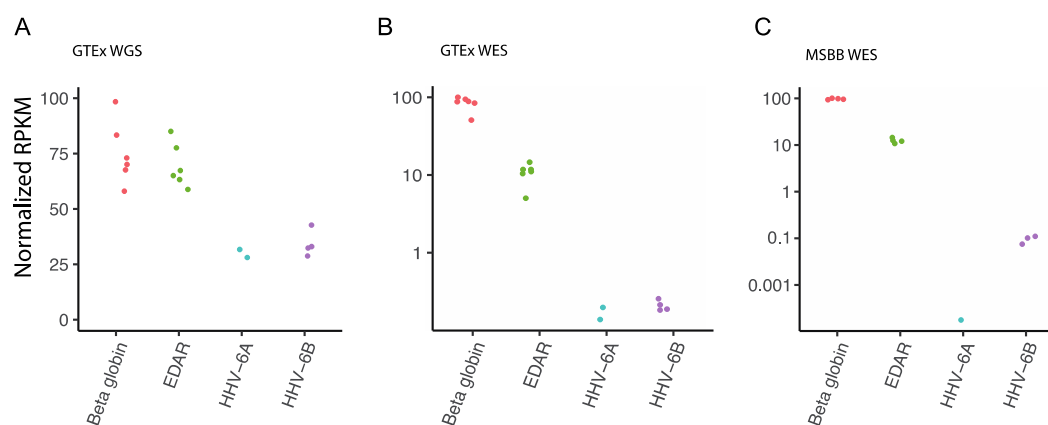 A
GTEx WGS
Normalized RPKM
100
75
50
25
0
Beta globin
EDAR
HHV-6A
HHV-6B
B
GTEx WES
100
10
1
Beta globin
EDAR
HHV-6A
HHV-6B
C
MSBB WES
100
10
1
0.1
0.001
Beta globin
EDAR
HHV-6A
HHV-6B